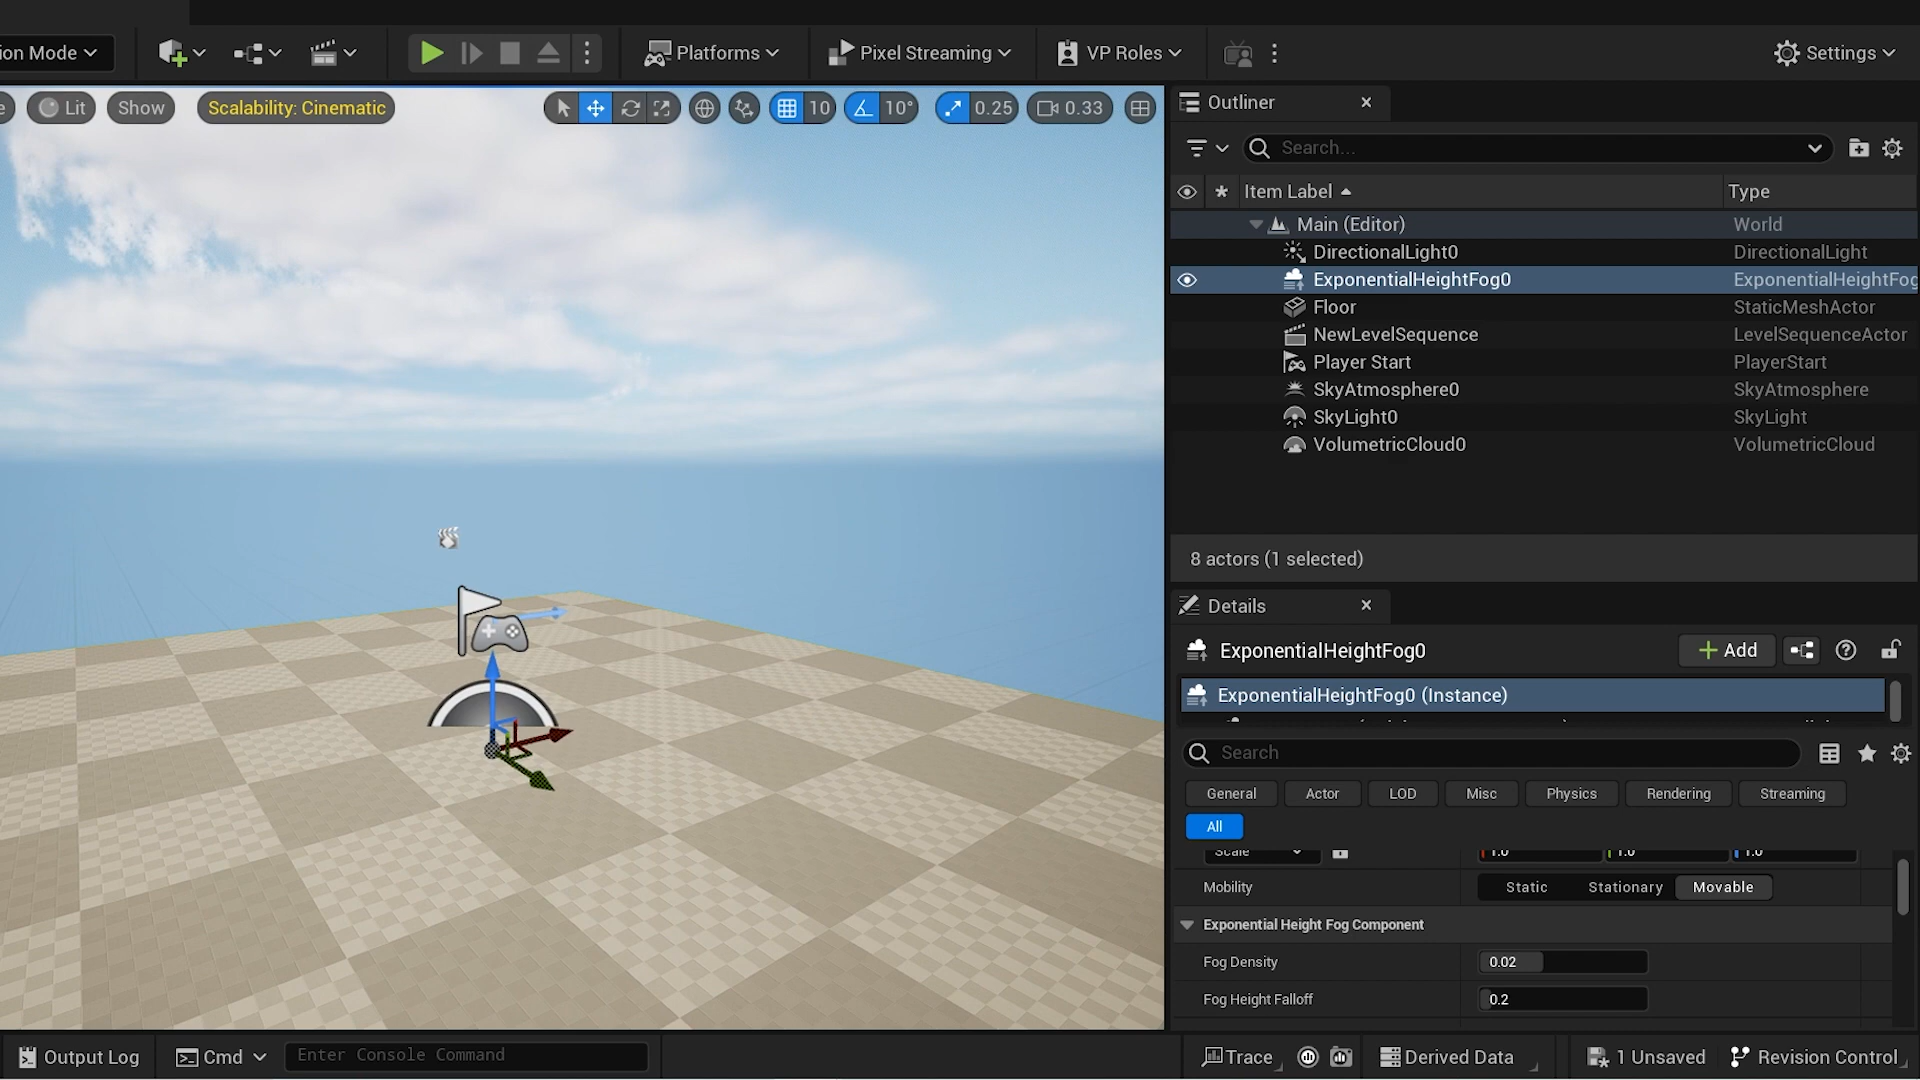 ion Mode
Platforms
Pixel Streaming
VP Roles
Settings
e
Lit
Show
Scalability: Cinematic
10
10°
0.25
0.33
Outliner
Search...
Item Label
Type
Main (Editor)
World
DirectionalLight0
DirectionalLight
ExponentialHeightFog0
ExponentialHeightFog
Floor
StaticMeshActor
NewLevelSequence
LevelSequenceActor
Player Start
PlayerStart
SkyAtmosphere0
SkyAtmosphere
SkyLight0
SkyLight
VolumetricCloud0
VolumetricCloud
8 actors (1 selected)
Details
ExponentialHeightFog0
Add
ExponentialHeightFog0 (Instance)
Search
General
Actor
LOD
Misc
Physics
Rendering
Streaming
All
Scale
1.0
1.0
1.0
Mobility
Static
Stationary
Movable
Exponential Height Fog Component
Fog Density
0.02
Fog Height Falloff
0.2
Output Log
Cmd
Enter Console Command
Trace
Derived Data
1 Unsaved
Revision Control